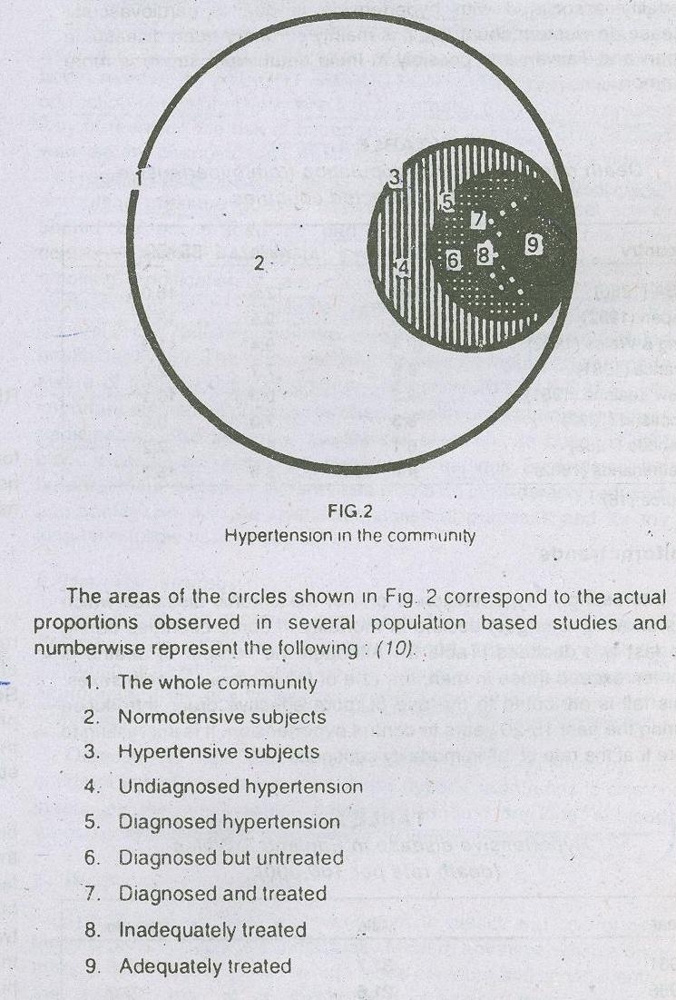 1
3
5
7
9
2
6
8
4
FIG.2
Hypertension in the community
The areas of the circles shown in Fig. 2 correspond to the actual
proportions observed in several population based studies and
numberwise represent the following : (10).
1. The whole community
2. Normotensive subjects
3. Hypertensive subjects
4. Undiagnosed hypertension
5. Diagnosed hypertension
6. Diagnosed but untreated
7. Diagnosed and treated
8. Inadequately treated
9. Adequately treated